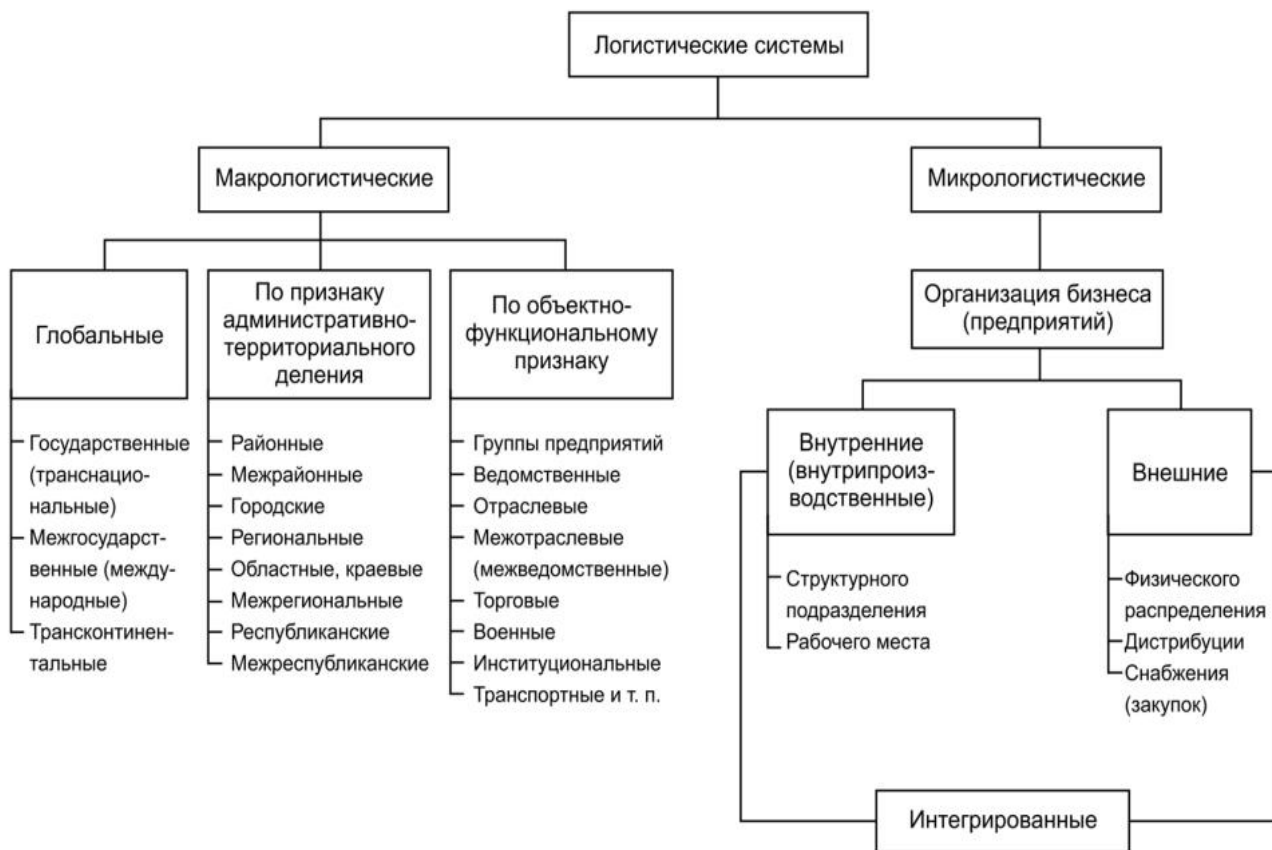 Логистические системы
Макрологистические
Микрологистические
Глобальные
По признаку
административно-
территориального
деления
По объектно-
функциональному
признаку
Организация бизнеса
(предприятий)
Государственные
(транснацио-
нальные)
Межгосударст-
венные (между-
народные)
Трансконтинен-
тальные
Районные
Межрайонные
Городские
Региональные
Областные, краевые
Межрегиональные
Республиканские
Межреспубликанские
Группы предприятий
Ведомственные
Отраслевые
Межотраслевые
(межведомственные)
Торговые
Военные
Институциональные
Транспортные и т. п.
Внутренние
(внутрипроиз-
водственные)
Внешние
Структурного
подразделения
Рабочего места
Физического
распределения
Дистрибуции
Снабжения
(закупок)
Интегрированные